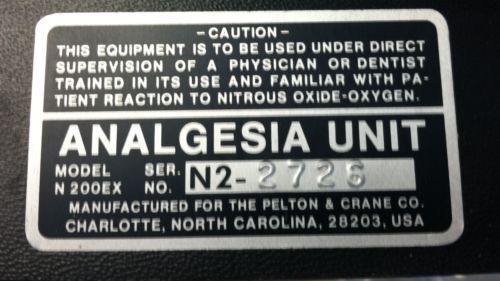 -CAUTION-
THIS EQUIPMENT IS TO BE USED UNDER DIRECT
SUPERVISION OF A PHYSICIAN OR DENTIST
TRAINED IN ITS USE AND FAMILIAR WITH PA-
TIENT REACTION TO NITROUS OXIDE-OXYGEN.
ANALGESIA UNIT
MODEL SER.
N 200EX NO. N2-2726
MANUFACTURED FOR THE PELTON & CRANE CO.
CHARLOTTE, NORTH CAROLINA, 28203, USA